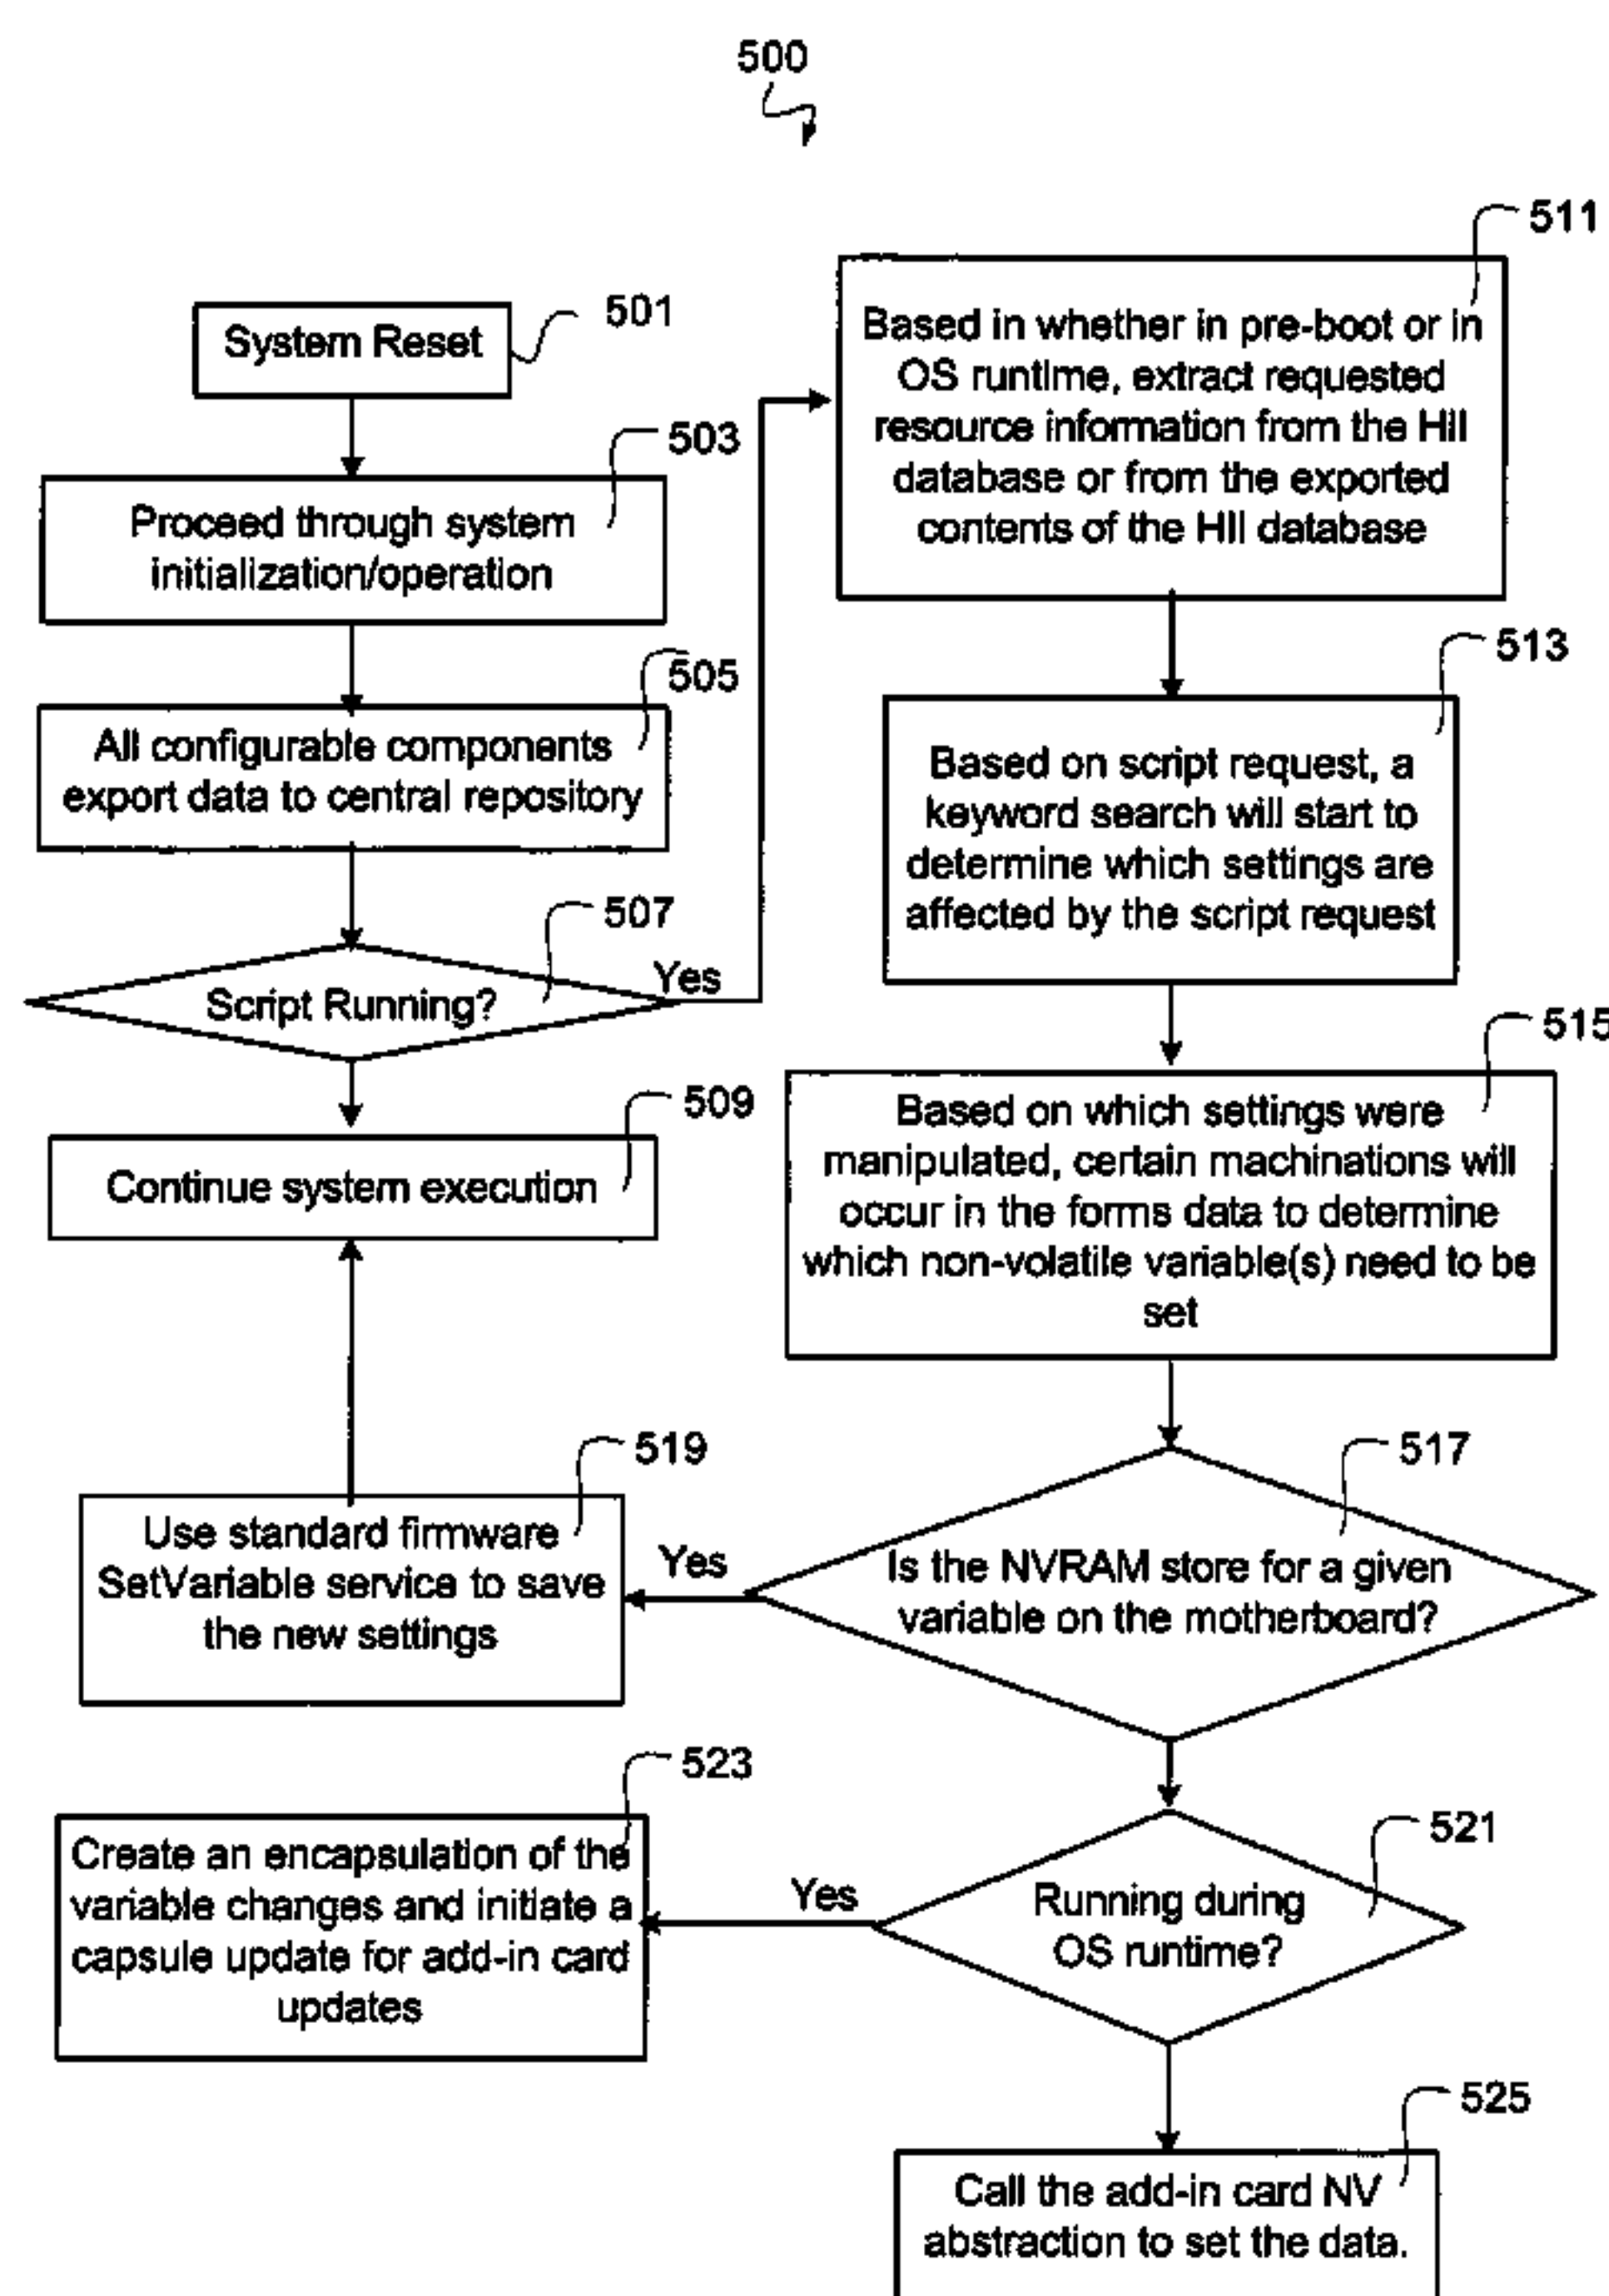 500
501
System Reset
503
Proceed through system
initialization/operation
505
All configurable components
export data to central repository
507
Script Running?
Yes
509
Continue system execution
511
Based in whether in pre-boot or in
OS runtime, extract requested
resource information from the HII
database or from the exported
contents of the HII database
513
Based on script request, a
keyword search will start to
determine which settings are
affected by the script request
515
Based on which settings were
manipulated, certain machinations will
occur in the forms data to determine
which non-volatile variable(s) need to be
set
517
Is the NVRAM store for a given
variable on the motherboard?
Yes
519
Use standard firmware
SetVariable service to save
the new settings
521
Running during
OS runtime?
Yes
523
Create an encapsulation of the
variable changes and initiate a
capsule update for add-in card
updates
525
Call the add-in card NV
abstraction to set the data.